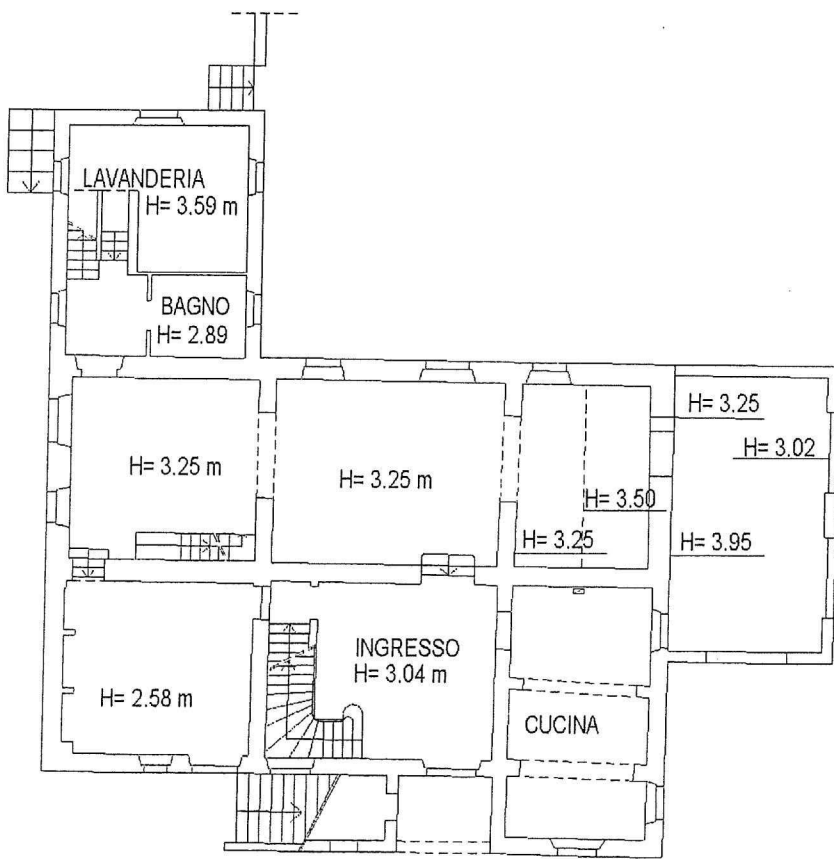 LAVANDERIA
H= 3.59 m
BAGNO
H= 2.89
H= 3.25 m
H= 3.25 m
H= 3.25
H= 3.02
H= 3.50
H= 3.25
H= 3.95
H= 2.58 m
INGRESSO
H= 3.04 m
CUCINA